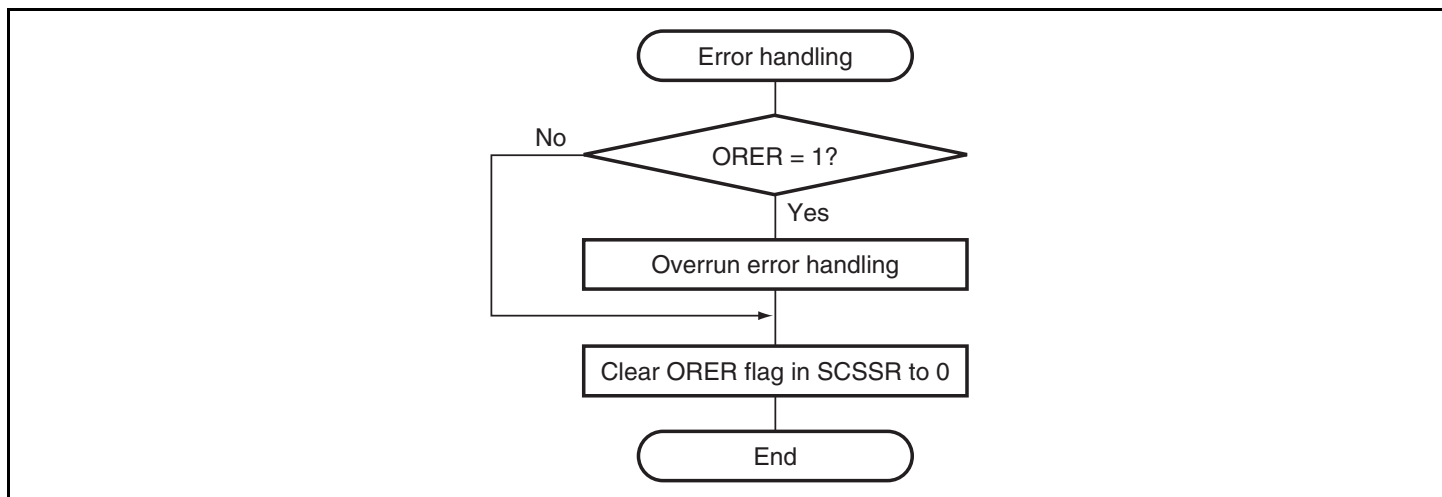 Error handling
No
ORER = 1?
Yes
Overrun error handling
Clear ORER flag in SCSSR to 0
End